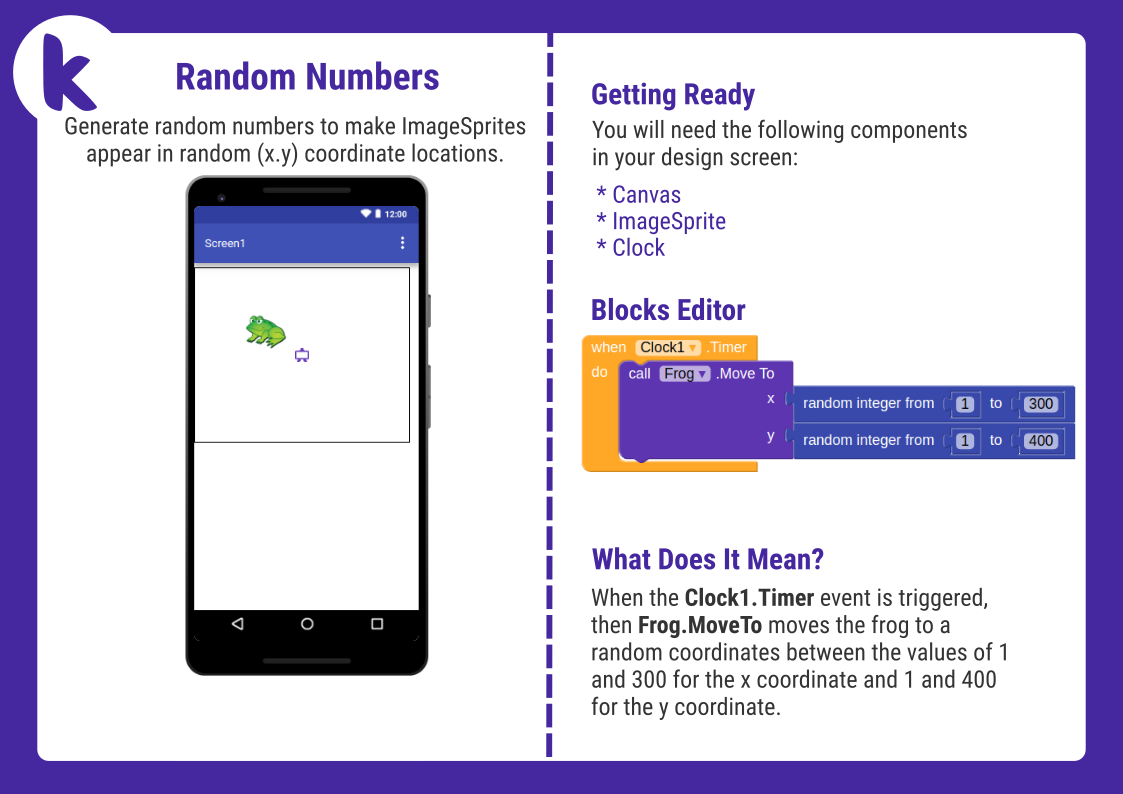 k
Random Numbers
Generate random numbers to make ImageSprites
appear in random (x.y) coordinate locations.
12:00
Screen1
Getting Ready
You will need the following components
in your design screen:
* Canvas
* ImageSprite
* Clock
Blocks Editor
when Clock1 .Timer
do call Frog .Move To
x random integer from 1 to 300
y random integer from 1 to 400
What Does It Mean?
When the Clock1.Timer event is triggered,
then Frog.MoveTo moves the frog to a
random coordinates between the values of 1
and 300 for the x coordinate and 1 and 400
for the y coordinate.